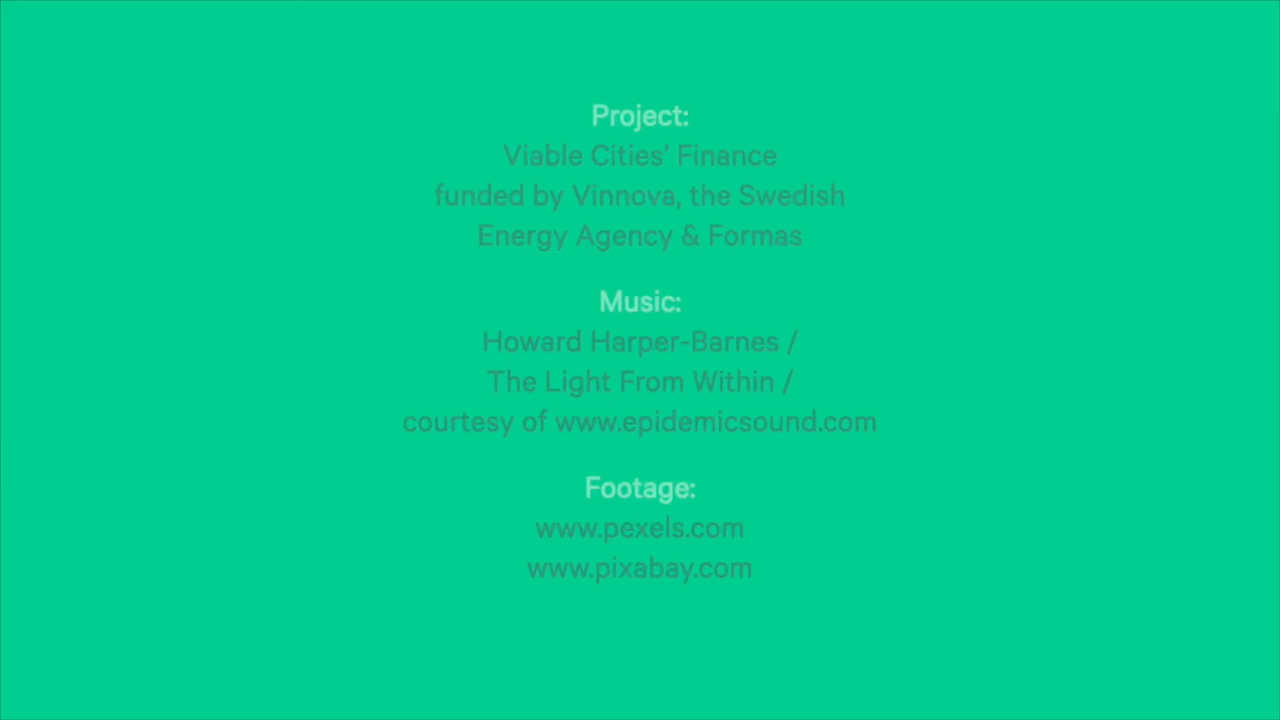 Project:
Viable Cities’ Finance
funded by Vinnova, the Swedish
Energy Agency & Formas
Music:
Howard Harper-Barnes /
The Light From Within /
courtesy of www.epidemicsound.com
Footage:
www.pexels.com
www.pixabay.com